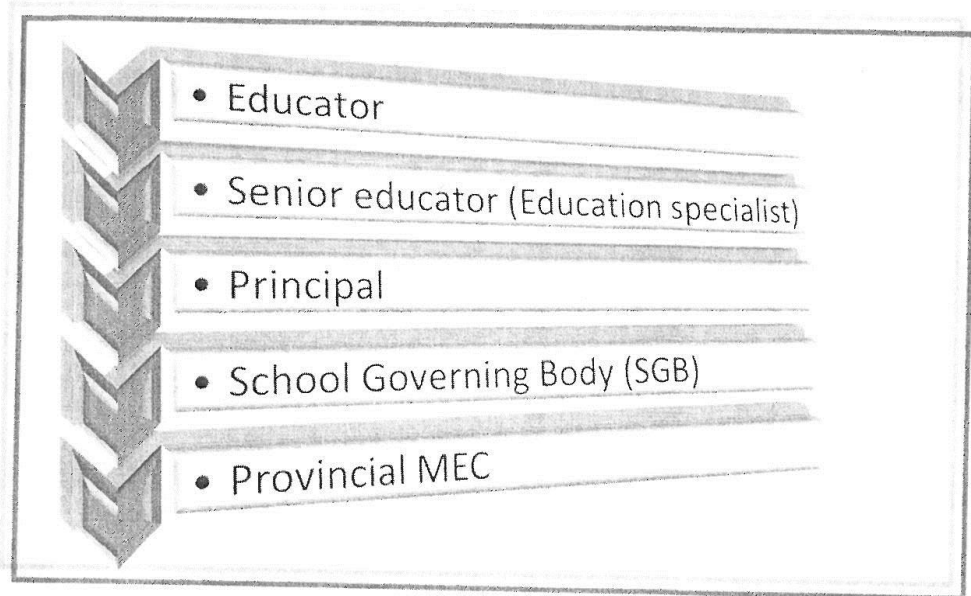 • Educator
• Senior educator (Education specialist)
• Principal
• School Governing Body (SGB)
• Provincial MEC